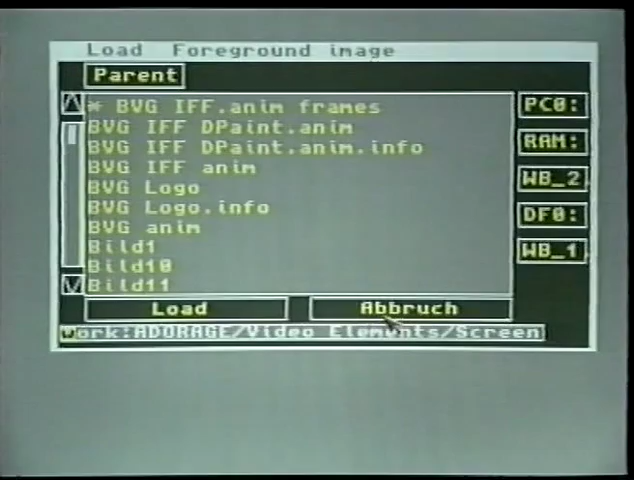 Load Foreground image
Parent
* BVG IFF.anim frames
BVG IFF DPaint.anim
BVG IFF DPaint.anim.info
BVG IFF anim
BVG Logo
BVG Logo.info
BVG anim
Bild1
Bild10
Bild11
PC0:
RAM:
WB_2
DF0:
WB_1
Load Abbruch
Work:ADORAGE/Video Elements/Screen